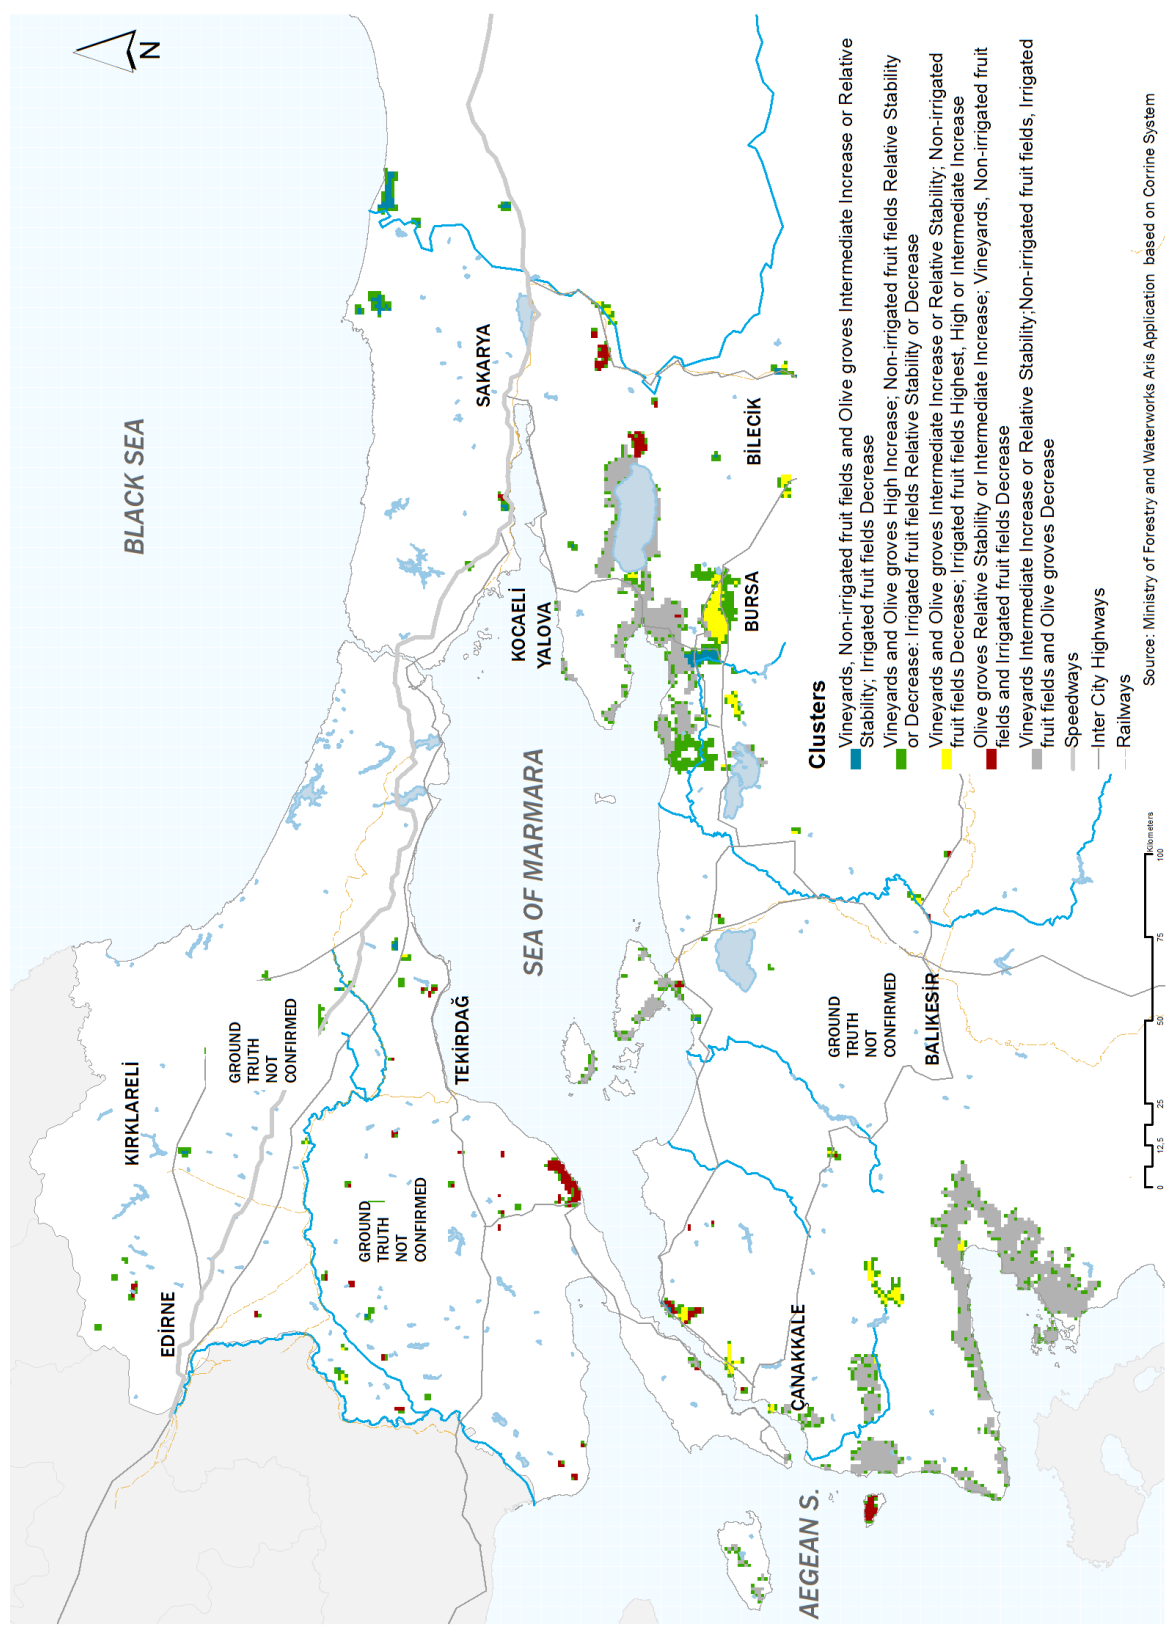 N
BLACK SEA
KIRKLARELİ
EDİRNE
GROUND
TRUTH
NOT
CONFIRMED
GROUND
TRUTH
NOT
CONFIRMED
TEKİRDAĞ
SAKARYA
KOCAELİ
YALOVA
SEA OF MARMARA
BİLECİK
BURSA
GROUND
TRUTH
NOT
CONFIRMED
BALIKESİR
ÇANAKKALE
AEGEAN S.
Clusters
Vineyards, Non-irrigated fruit fields and Olive groves Intermediate Increase or Relative
Stability; Irrigated fruit fields Decrease
Vineyards and Olive groves High Increase; Non-irrigated fruit fields Relative Stability
or Decrease: Irrigated fruit fields Relative Stability or Decrease
Vineyards and Olive groves Intermediate Increase or Relative Stability; Non-irrigated
fruit fields Decrease; Irrigated fruit fields Highest, High or Intermediate Increase
Olive groves Relative Stability or Intermediate Increase; Vineyards, Non-irrigated fruit
fields and Irrigated fruit fields Decrease
Vineyards Intermediate Increase or Relative Stability;Non-irrigated fruit fields, Irrigated
fruit fields and Olive groves Decrease
Speedways
Inter City Highways
Railways
0 12,5 25 50 75 100
Kilometers
Source: Ministry of Forestry and Waterworks Aris Application based on Corrine System